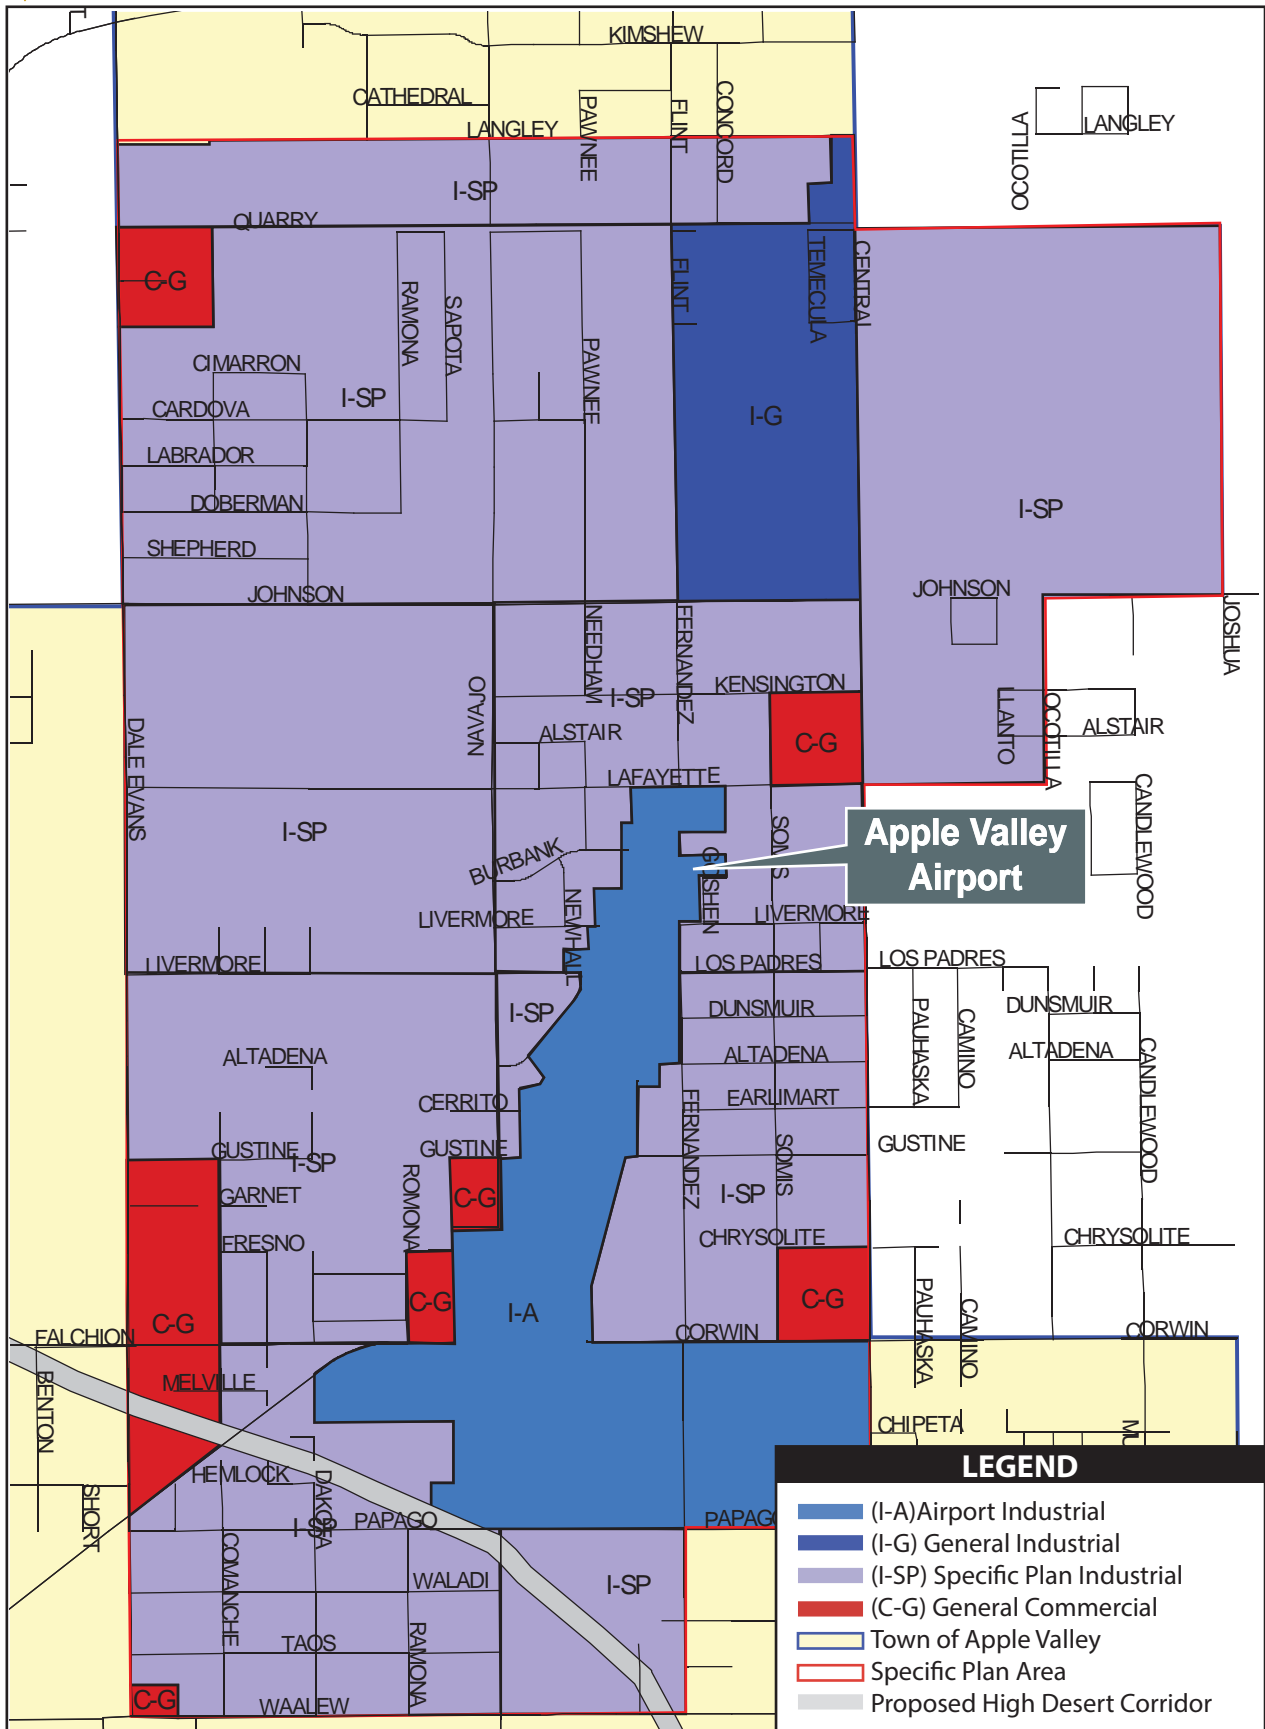 KIMSHEW
CATHEDRAL
PAWNEE
FLINT
CONCORD
LANGLEY
OCOTILLA
LANGLEY
I-SP
QUARRY
C-G
RAMONA
SAPOTA
FLINT
TEMECULA
CENTRAL
PAWNEE
CIMARRON
I-SP
CARDOVA
I-G
LABRADOR
DOBERMAN
I-SP
SHEPHERD
JOHNSON
JOHNSON
JOSHUA
NEEDHAM
FERNANDEZ
NAVAJO
I-SP
KENSINGTON
LLANTO
OCOTILLA
ALSTAIR
DALE EVANS
ALSTAIR
C-G
LAFAYETTE
CANDLEWOOD
I-SP
SOMIS
Apple Valley
Airport
BURBANK
GOSHEN
NEWHALL
LIVERMORE
LIVERMORE
LIVERMORE
LOS PADRES
LOS PADRES
I-SP
DUNSMUIR
PAUHASKA
CAMINO
DUNSMUIR
ALTADENA
ALTADENA
ALTADENA
CANDLEWOOD
CERRITO
EARLIMART
FERNANDEZ
SOMIS
GUSTINE
GUSTINE
GUSTINE
I-SP
ROMONA
GARNET
C-G
I-SP
FRESNO
CHRYSOLITE
CHRYSOLITE
C-G
C-G
I-A
C-G
PAUHASKA
CAMINO
FALCHION
CORWIN
CORWIN
BENTON
MELVILLE
CHIPETA
MU
HEMLOCK
DAKOTA
SHORT
I-SP
PAPAGO
PAPAGO
COMANCHE
WALADI
I-SP
TAOS
RAMONA
C-G
WAALEW
LEGEND
(I-A)Airport Industrial
(I-G) General Industrial
(I-SP) Specific Plan Industrial
(C-G) General Commercial
Town of Apple Valley
Specific Plan Area
Proposed High Desert Corridor